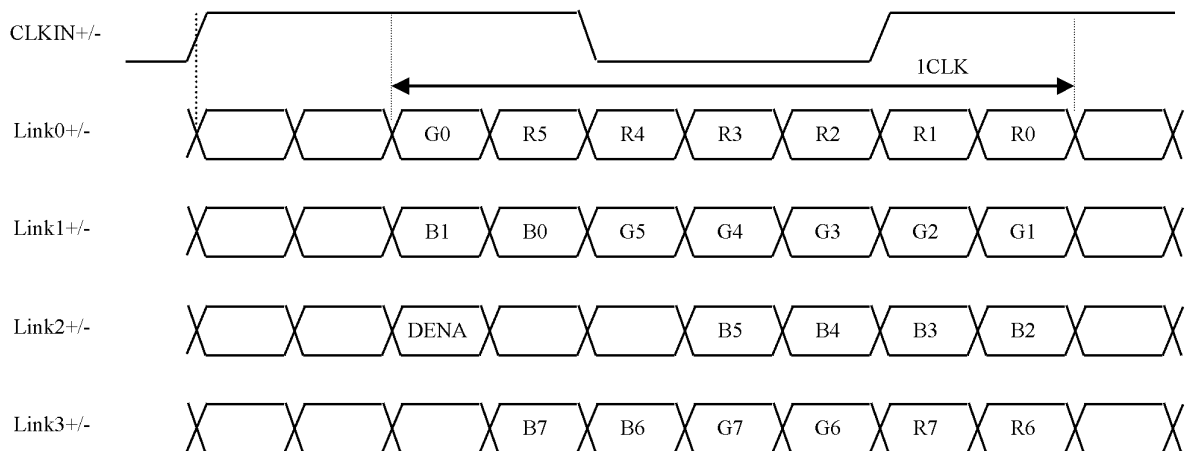 CLKIN+/-
1CLK
Link0+/- G0 R5 R4 R3 R2 R1 R0
Link1+/- B1 B0 G5 G4 G3 G2 G1
Link2+/- DENA B5 B4 B3 B2
Link3+/- B7 B6 G7 G6 R7 R6